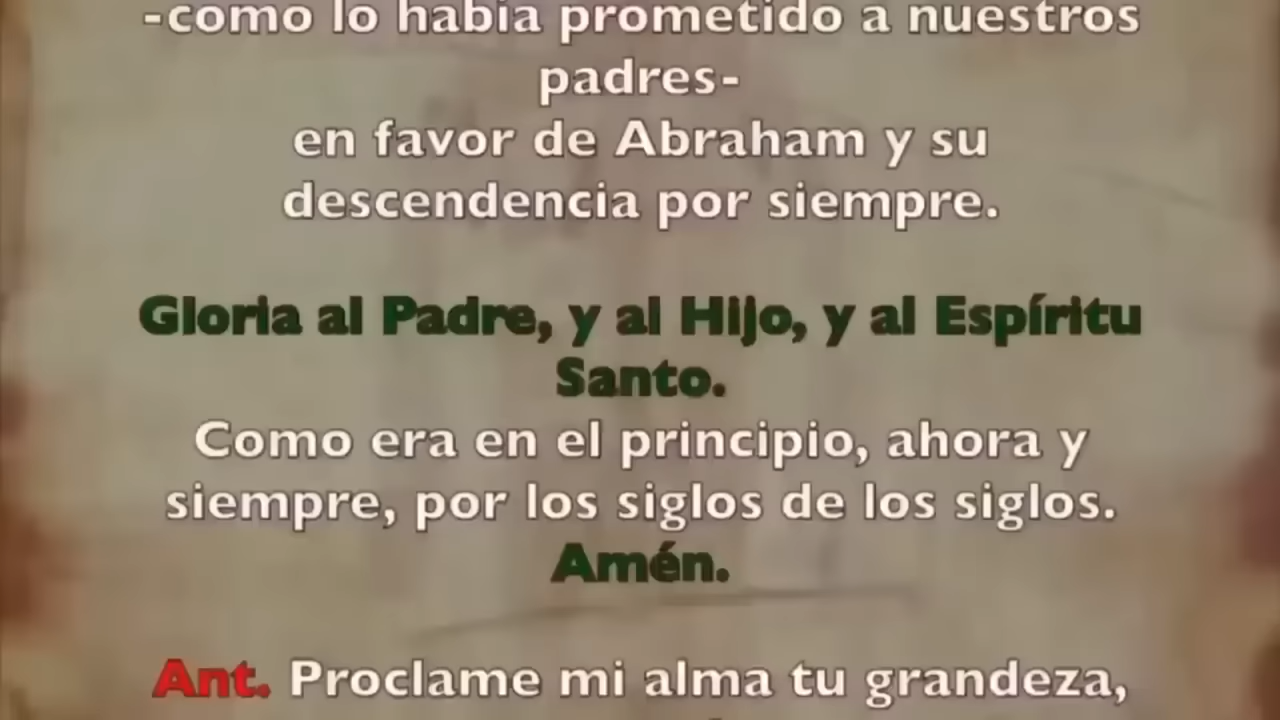 -como lo había prometido a nuestros
padres-
en favor de Abraham y su
descendencia por siempre.
Gloria al Padre, y al Hijo, y al Espíritu
Santo.
Como era en el principio, ahora y
siempre, por los siglos de los siglos.
Amén.
Ant. Proclame mi alma tu grandeza,